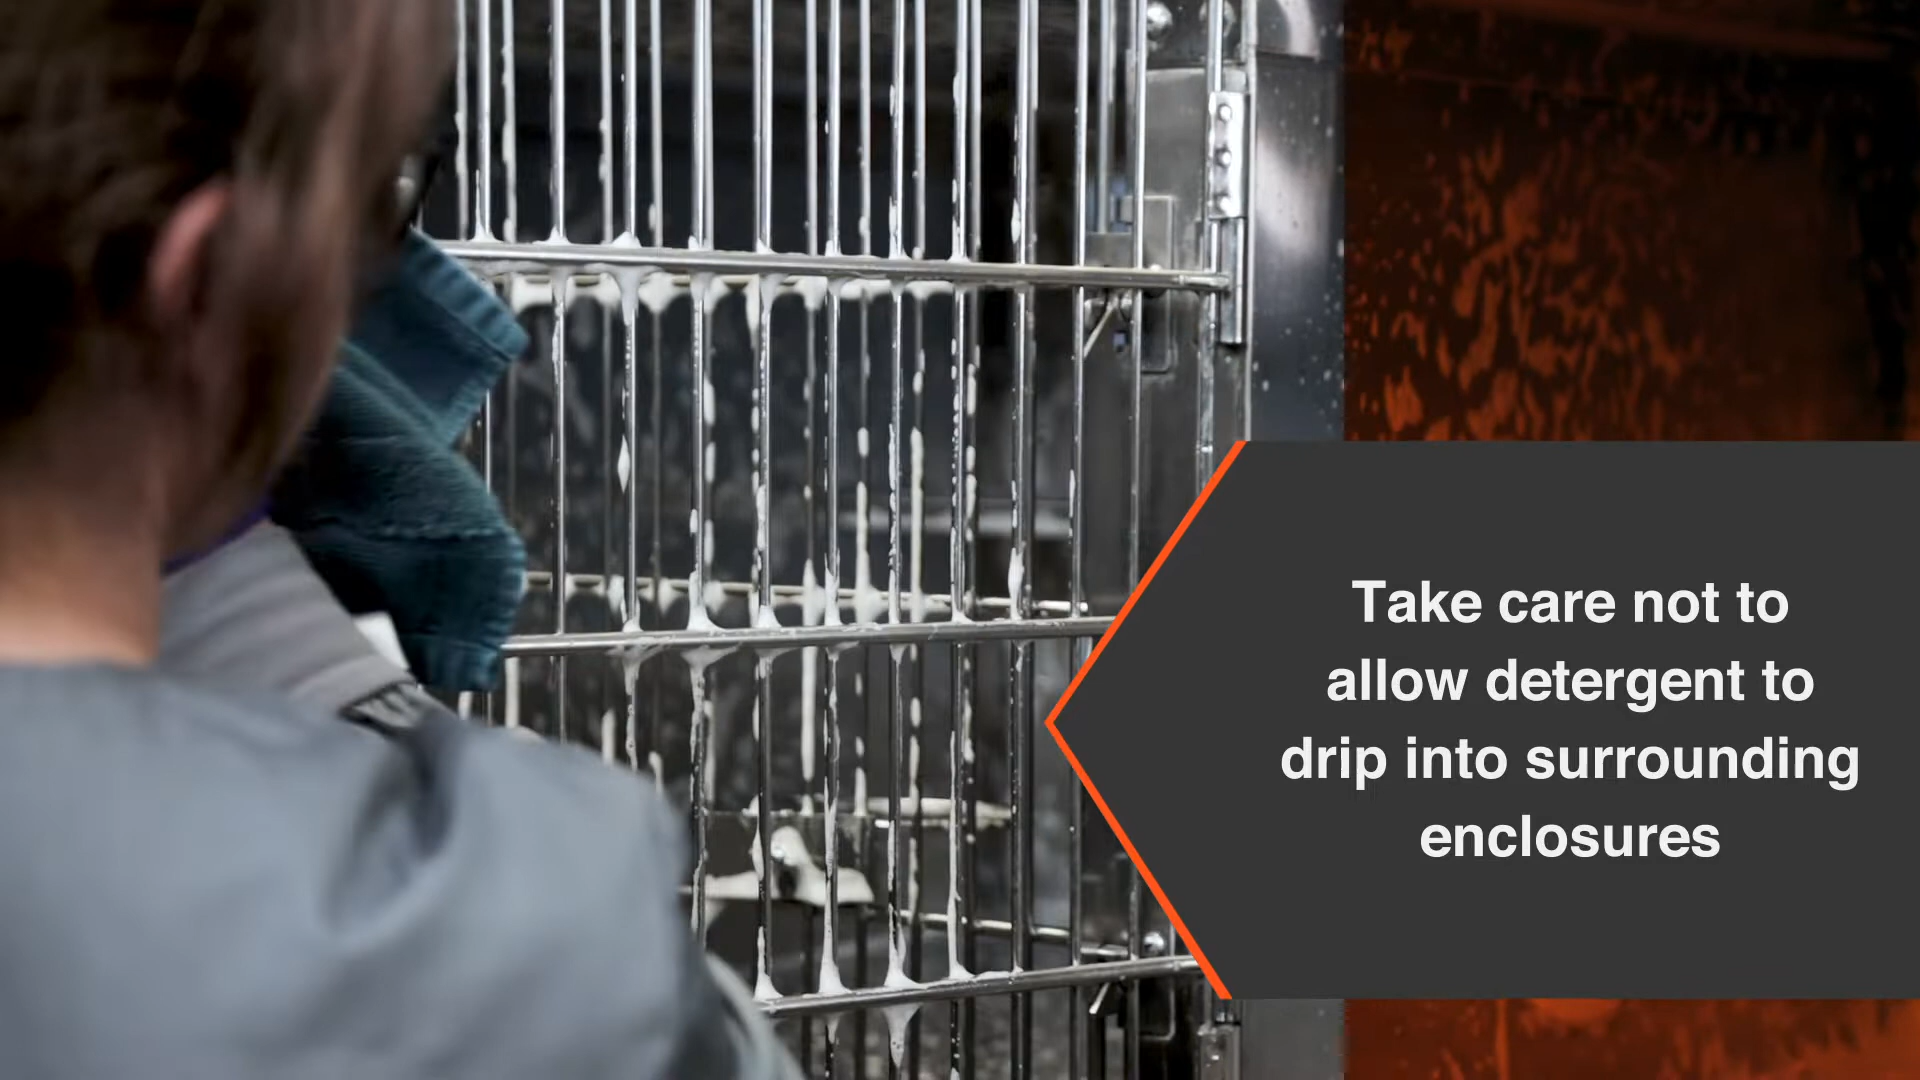 Take care not to
allow detergent to
drip into surrounding
enclosures